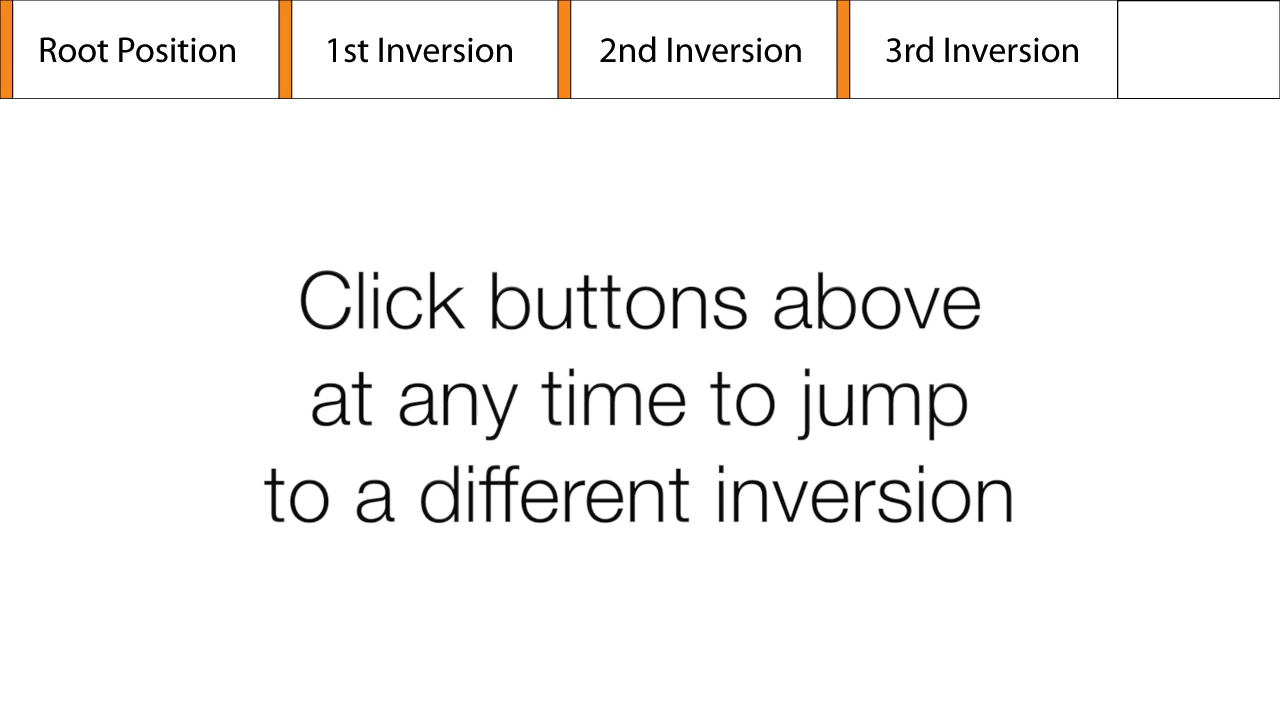 Root Position
1st Inversion
2nd Inversion
3rd Inversion
Click buttons above
at any time to jump
to a different inversion